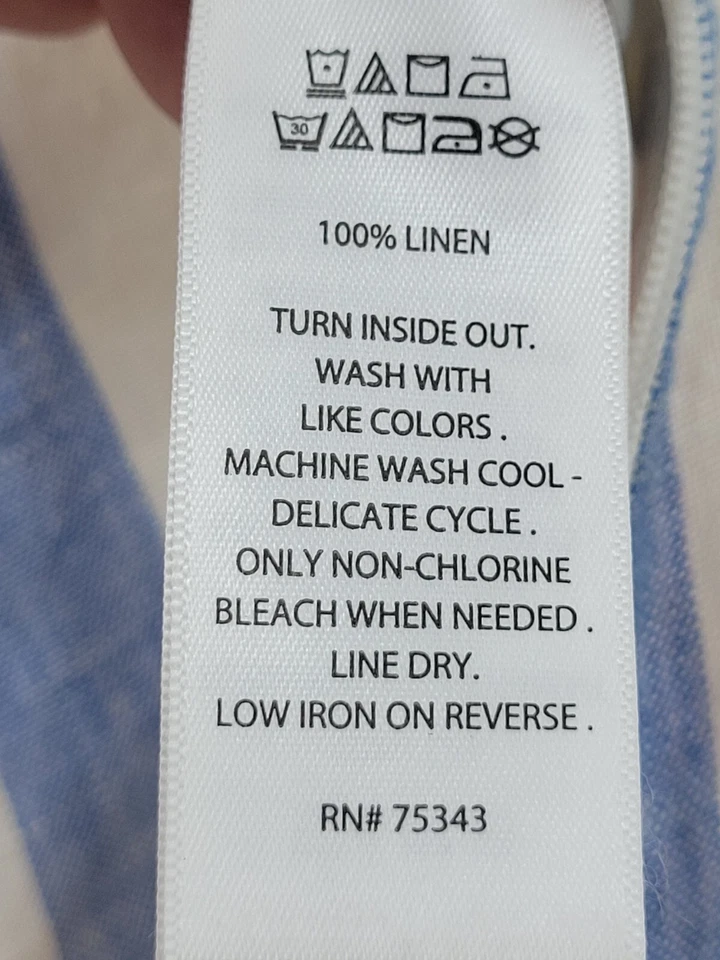 30
100% LINEN
TURN INSIDE OUT.
WASH WITH
LIKE COLORS .
MACHINE WASH COOL -
DELICATE CYCLE .
ONLY NON-CHLORINE
BLEACH WHEN NEEDED .
LINE DRY.
LOW IRON ON REVERSE .
RN# 75343